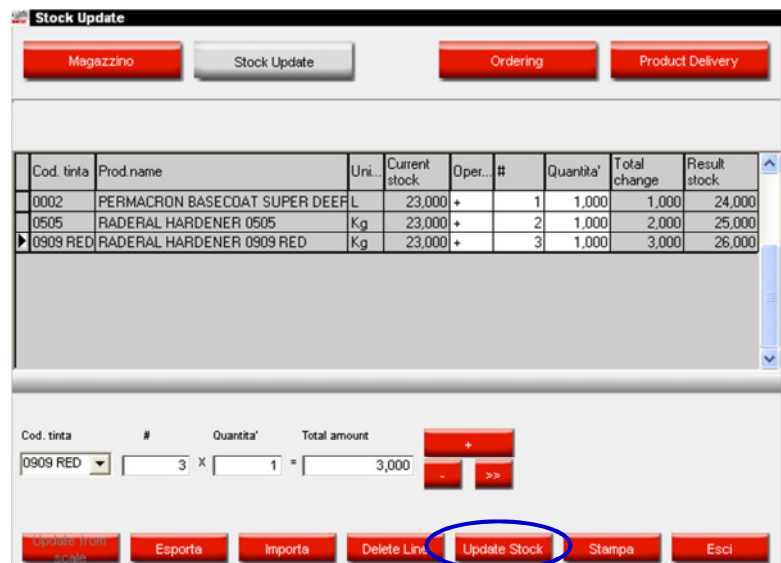 Stock Update
Magazzino Stock Update Ordering Product Delivery
Cod. tinta Prod.name Uni... Current stock Oper... # Quantita' Total change Result stock
0002 PERMACRON BASECOAT SUPER DEEF L 23,000 + 1 1,000 1,000 24,000
0505 RADERAL HARDENER 0505 Kg 23,000 + 2 1,000 2,000 25,000
0909 RED RADERAL HARDENER 0909 RED Kg 23,000 + 3 1,000 3,000 26,000
Cod. tinta # Quantita' Total amount
0909 RED 3 X 1 = 3,000
+
- >>
Update from scale Esporta Importa Delete Line Update Stock Stampa Esci